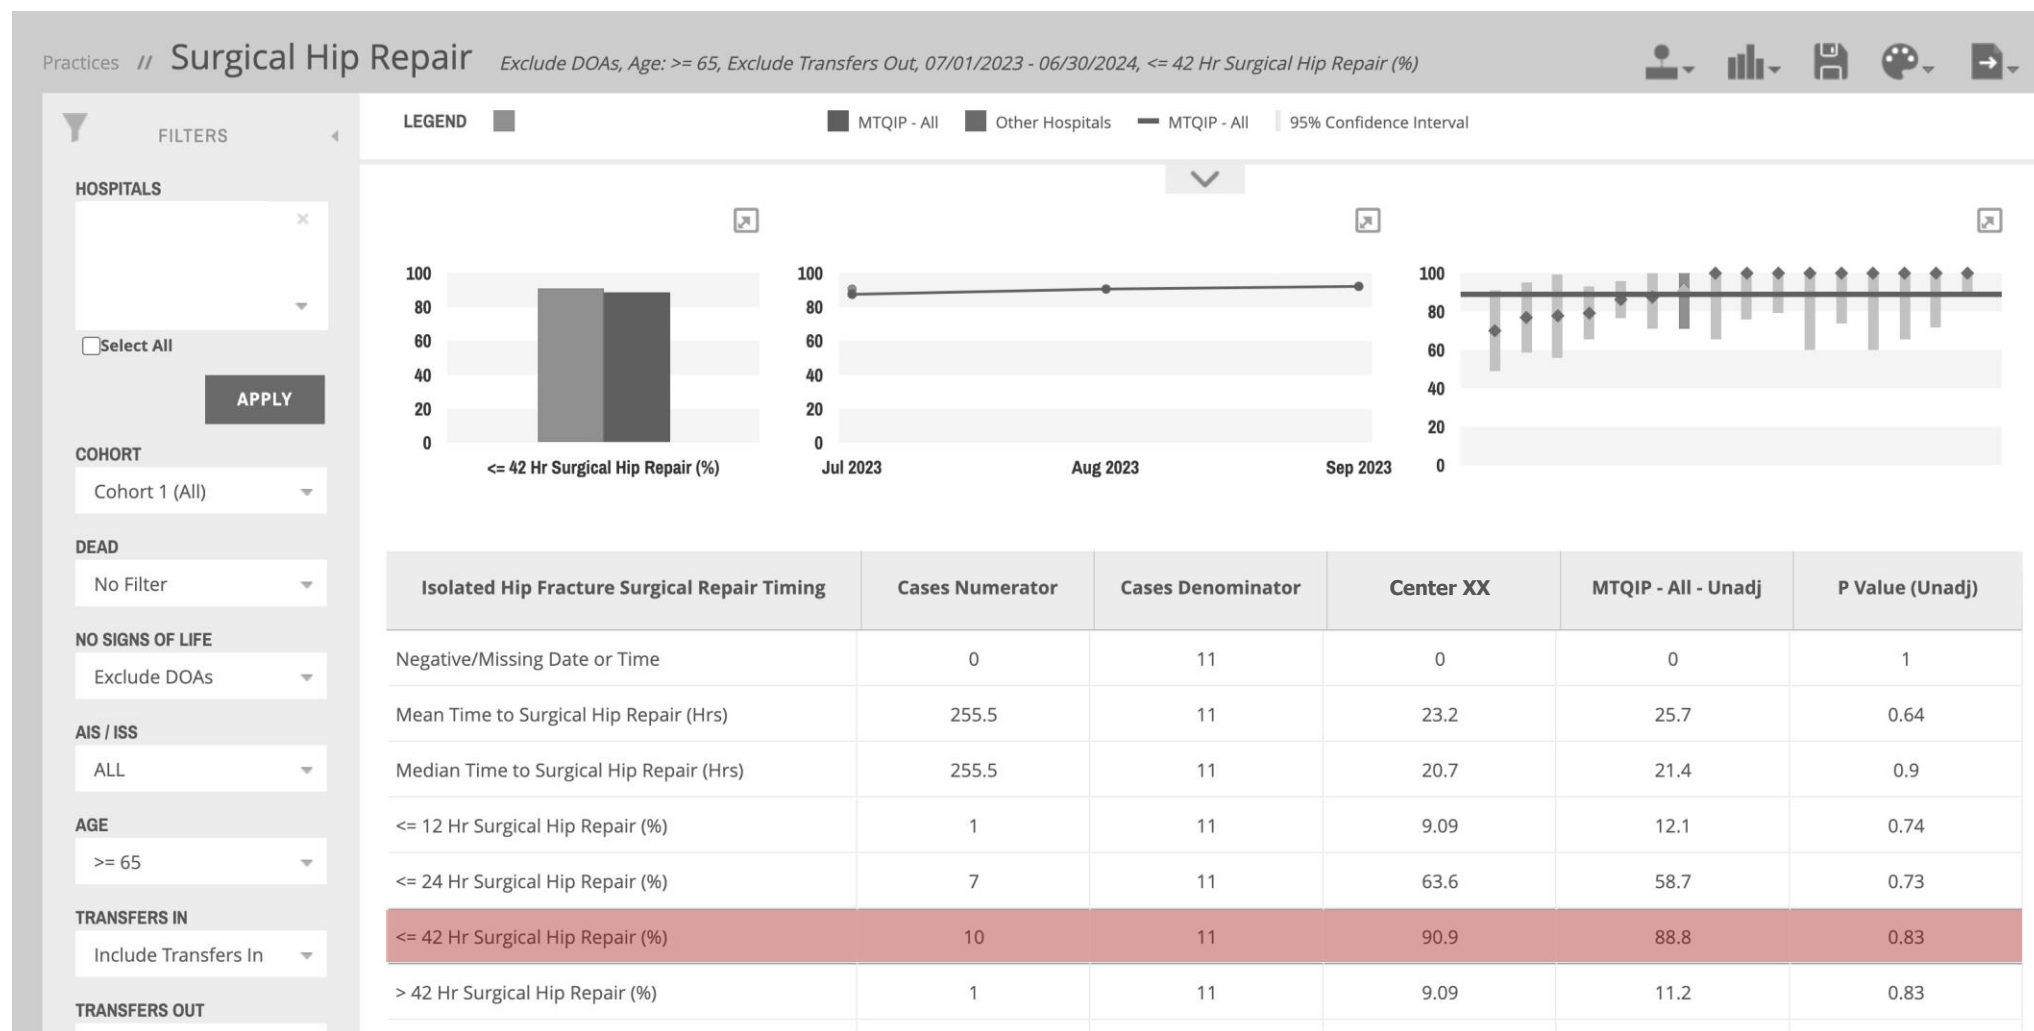 Practices // Surgical Hip Repair Exclude DOAs, Age: >= 65, Exclude Transfers Out, 07/01/2023 - 06/30/2024, <= 42 Hr Surgical Hip Repair (%)
FILTERS
HOSPITALS
Select All
APPLY
COHORT
Cohort 1 (All)
DEAD
No Filter
NO SIGNS OF LIFE
Exclude DOAs
AIS / ISS
ALL
AGE
>= 65
TRANSFERS IN
Include Transfers In
TRANSFERS OUT
LEGEND MTQIP - All Other Hospitals MTQIP - All 95% Confidence Interval
100
80
60
40
20
0
<= 42 Hr Surgical Hip Repair (%)
100
80
60
40
20
0
Jul 2023 Aug 2023 Sep 2023
100
80
60
40
20
0
Isolated Hip Fracture Surgical Repair Timing Cases Numerator Cases Denominator Center XX MTQIP - All - Unadj P Value (Unadj)
Negative/Missing Date or Time 0 11 0 0 1
Mean Time to Surgical Hip Repair (Hrs) 255.5 11 23.2 25.7 0.64
Median Time to Surgical Hip Repair (Hrs) 255.5 11 20.7 21.4 0.9
<= 12 Hr Surgical Hip Repair (%) 1 11 9.09 12.1 0.74
<= 24 Hr Surgical Hip Repair (%) 7 11 63.6 58.7 0.73
<= 42 Hr Surgical Hip Repair (%) 10 11 90.9 88.8 0.83
> 42 Hr Surgical Hip Repair (%) 1 11 9.09 11.2 0.83